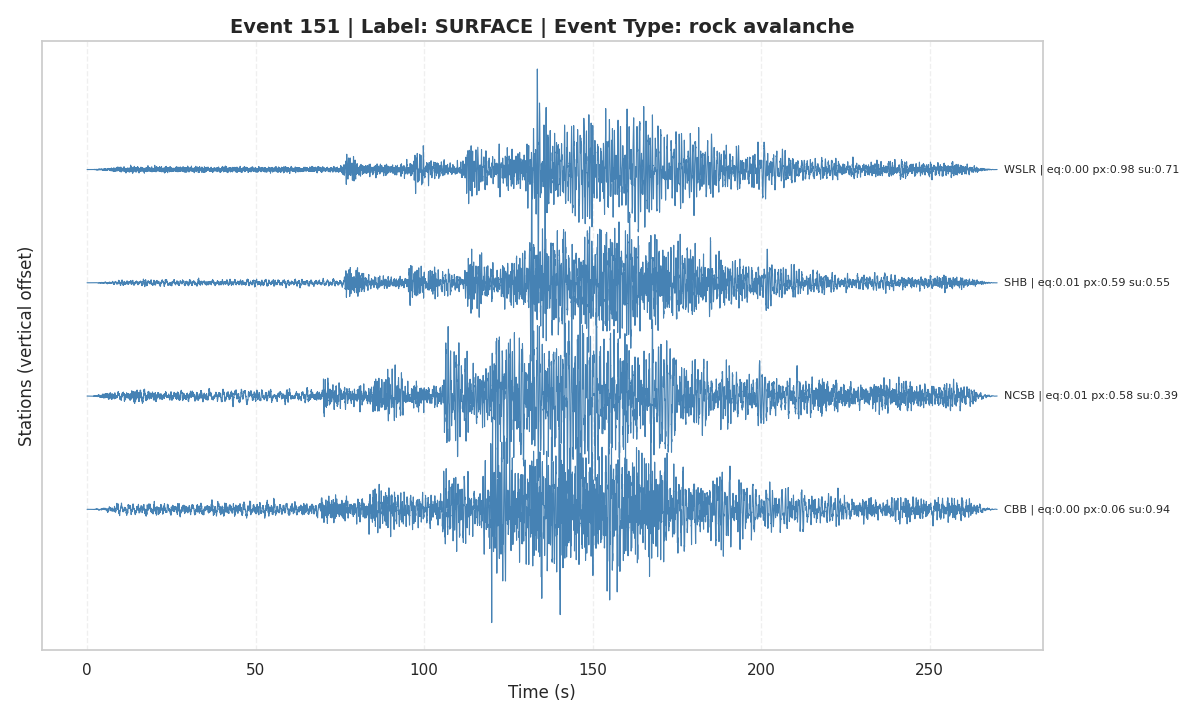 Event 151 | Label: SURFACE | Event Type: rock avalanche
Stations (vertical offset)
WSLR | eq:0.00 px:0.98 su:0.71
SHB | eq:0.01 px:0.59 su:0.55
NCSB | eq:0.01 px:0.58 su:0.39
CBB | eq:0.00 px:0.06 su:0.94
0 50 100 150 200 250
Time (s)